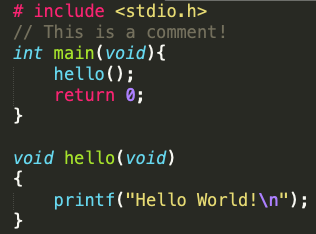 # include <stdio.h>
// This is a comment!
int main(void){
    hello();
    return 0;
}

void hello(void)
{
    printf("Hello World!\n");
}